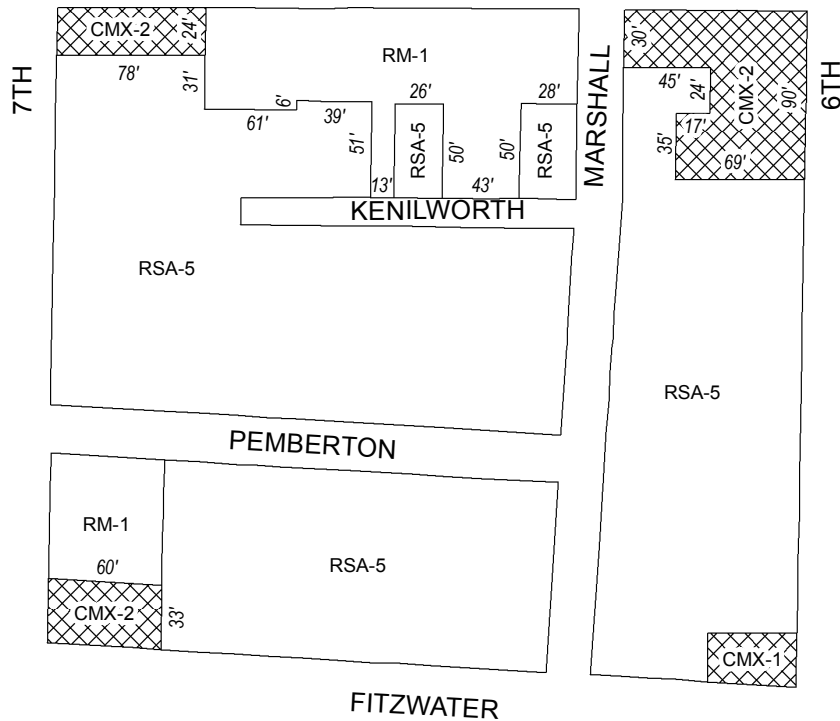 CMX-2
24'
78'
31'
7TH
RM-1
61'
6'
39'
51'
13'
26'
RSA-5
50'
43'
50'
28'
RSA-5
MARSHALL
30'
45'
24'
17'
35'
CMX-2
90'
69'
6TH
KENILWORTH
RSA-5
RSA-5
PEMBERTON
RM-1
60'
CMX-2
33'
RSA-5
CMX-1
FITZWATER